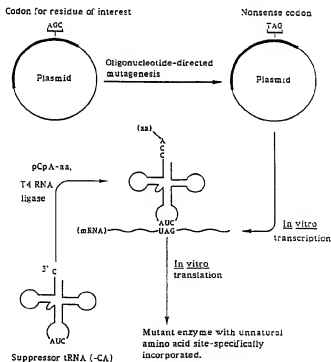 Codon for residue of interest
AGC
Plasmid
Oligonucleotide-directed
mutagenesis
Nonsense codon
TAG
Plasmid
(aa)
A
C
C
pCpA-aa,
T4 RNA
ligase
AUC
(mRNA) UAG
In vitro
transcription
In vitro
translation
3' C
AUC
Suppressor tRNA (-CA)
Mutant enzyme with unnatural
amino acid site-specifically
incorporated.